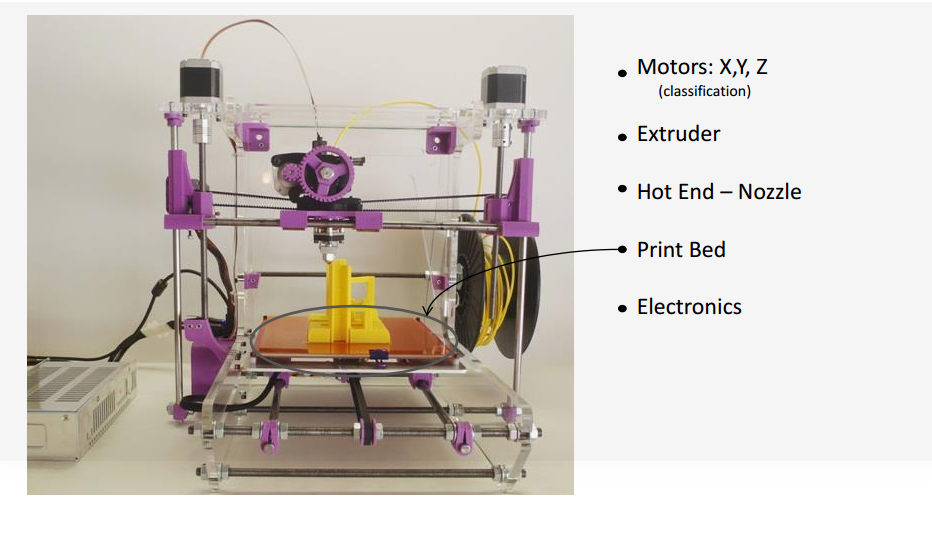 Motors: X,Y, Z
(classification)
Extruder
Hot End – Nozzle
Print Bed
Electronics